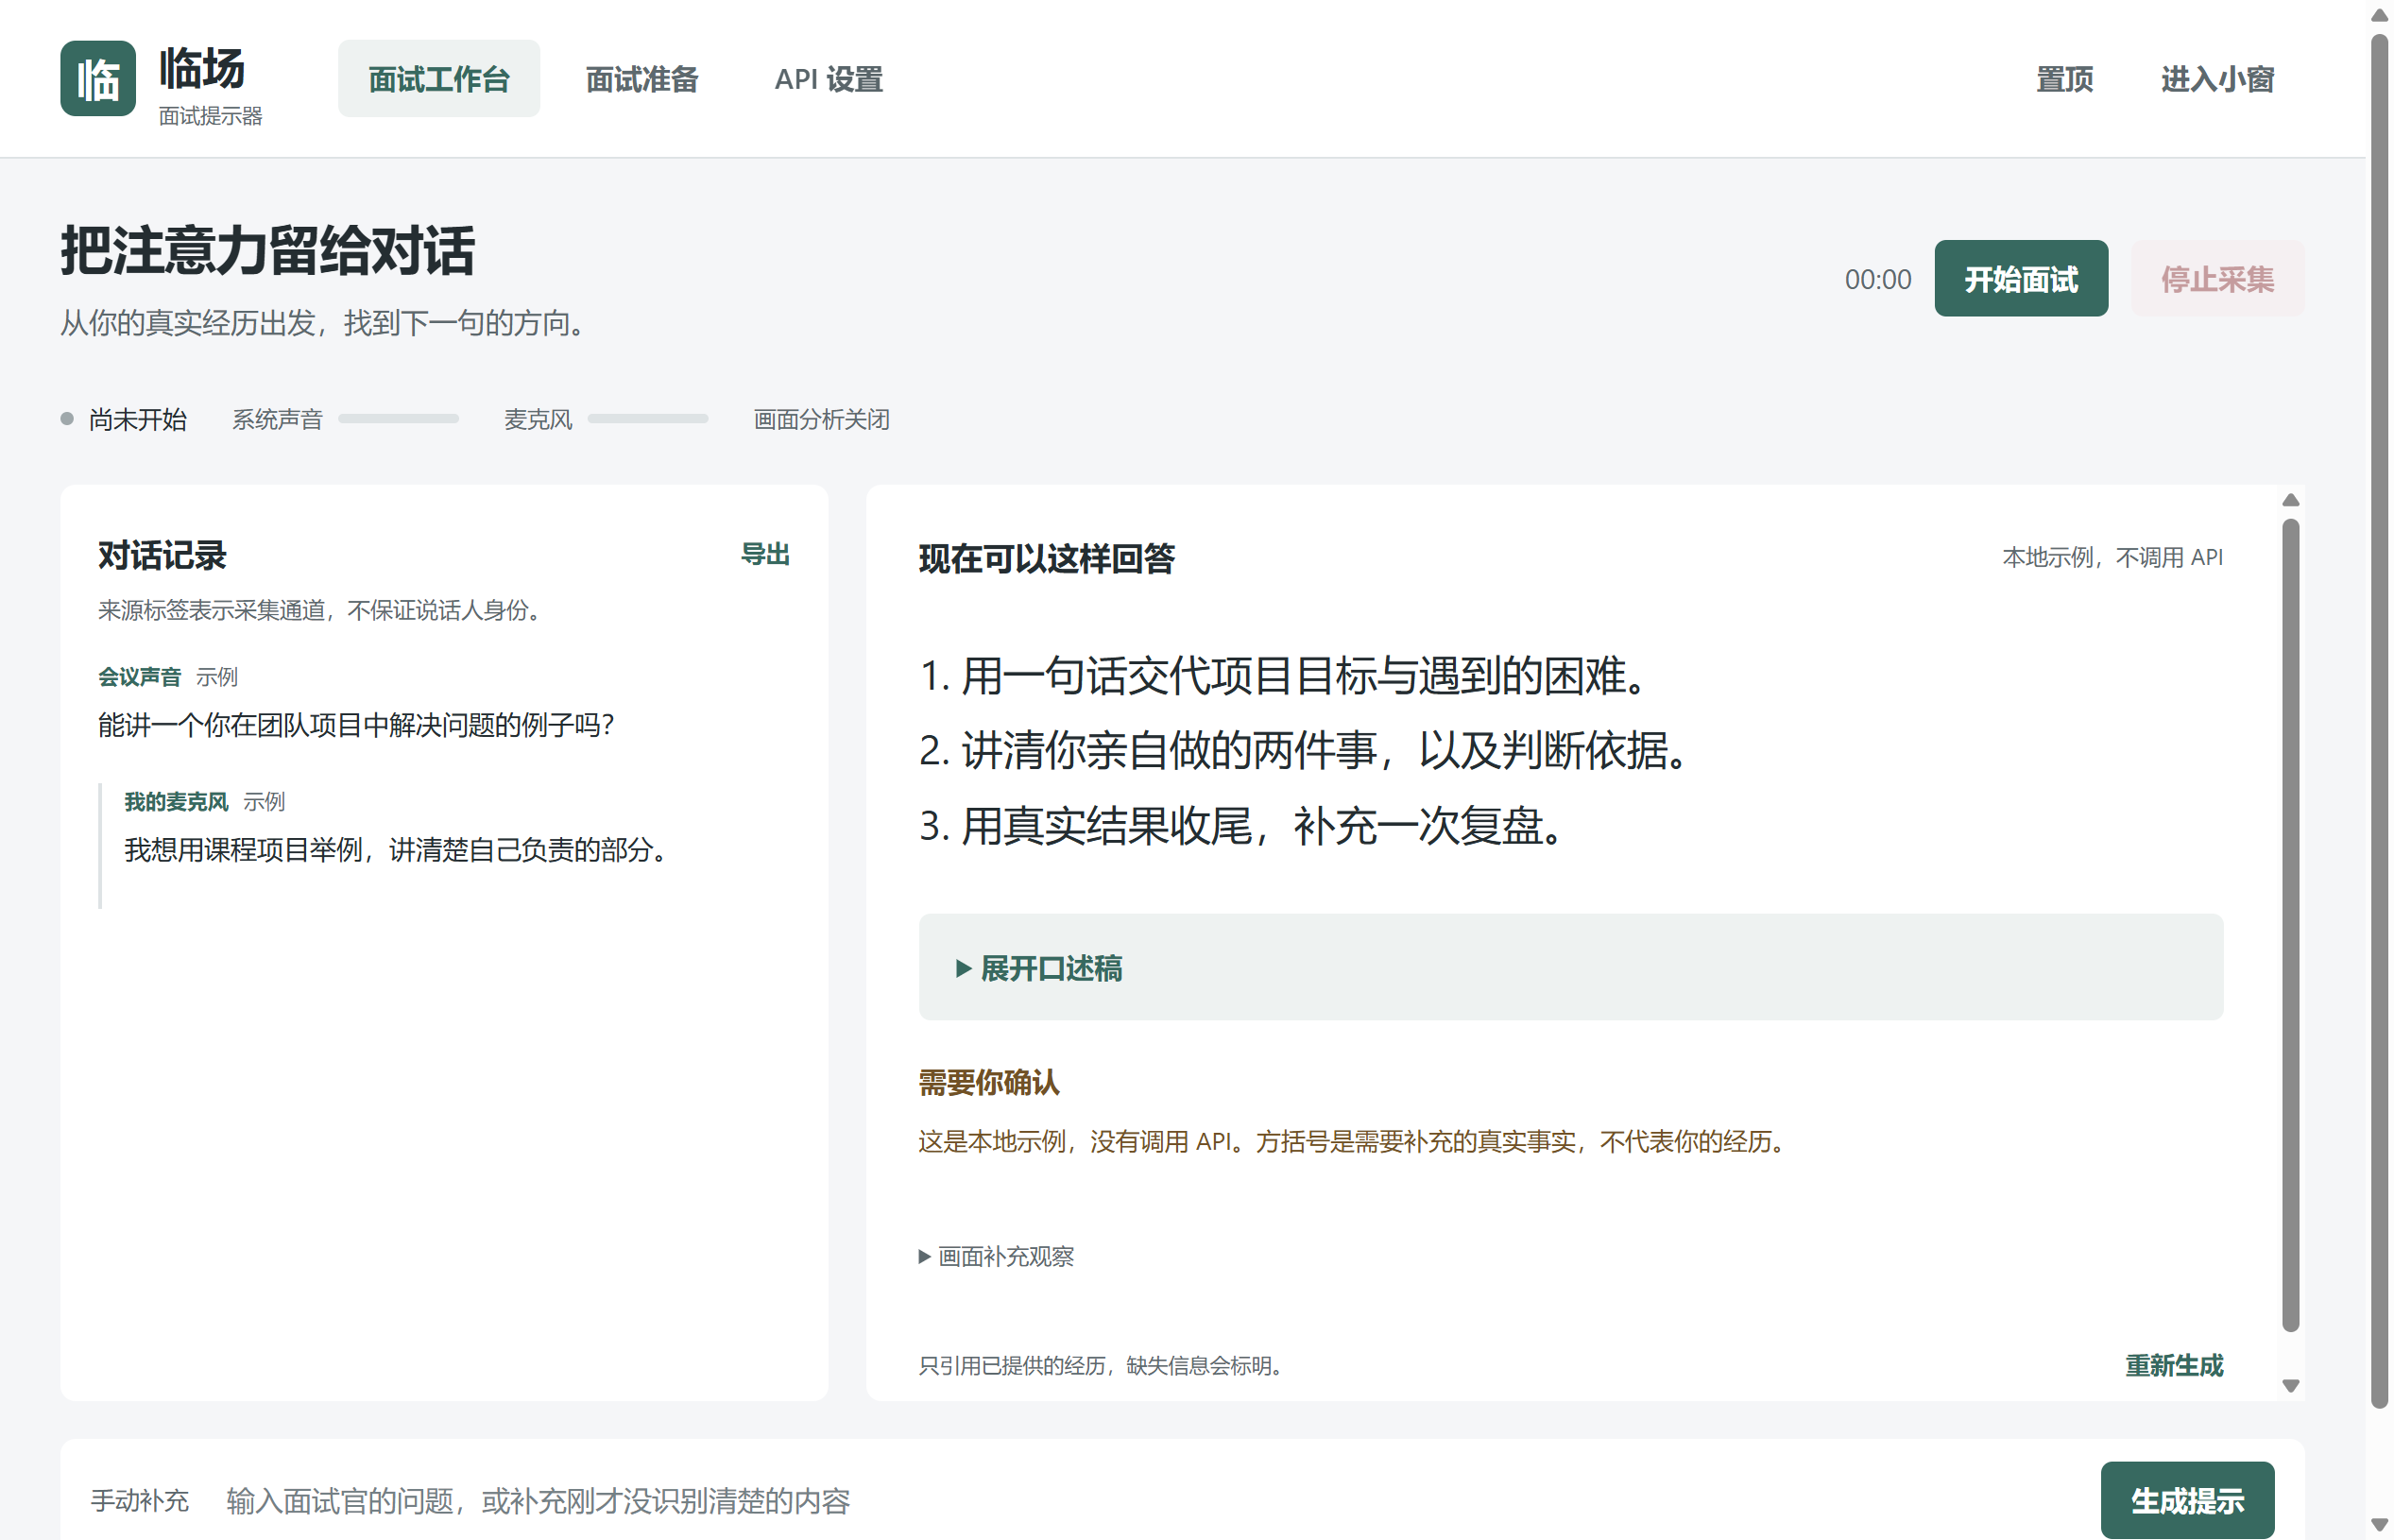 临
临场
面试提示器
面试工作台
面试准备
API 设置
置顶
进入小窗
把注意力留给对话
从你的真实经历出发，找到下一句的方向。
00:00
开始面试
停止采集
尚未开始
系统声音
麦克风
画面分析关闭
对话记录
导出
来源标签表示采集通道，不保证说话人身份。
会议声音 示例
能讲一个你在团队项目中解决问题的例子吗？
我的麦克风 示例
我想用课程项目举例，讲清楚自己负责的部分。
现在可以这样回答
本地示例，不调用 API
1. 用一句话交代项目目标与遇到的困难。
2. 讲清你亲自做的两件事，以及判断依据。
3. 用真实结果收尾，补充一次复盘。
展开口述稿
需要你确认
这是本地示例，没有调用 API。方括号是需要补充的真实事实，不代表你的经历。
画面补充观察
只引用已提供的经历，缺失信息会标明。
重新生成
手动补充
输入面试官的问题，或补充刚才没识别清楚的内容
生成提示